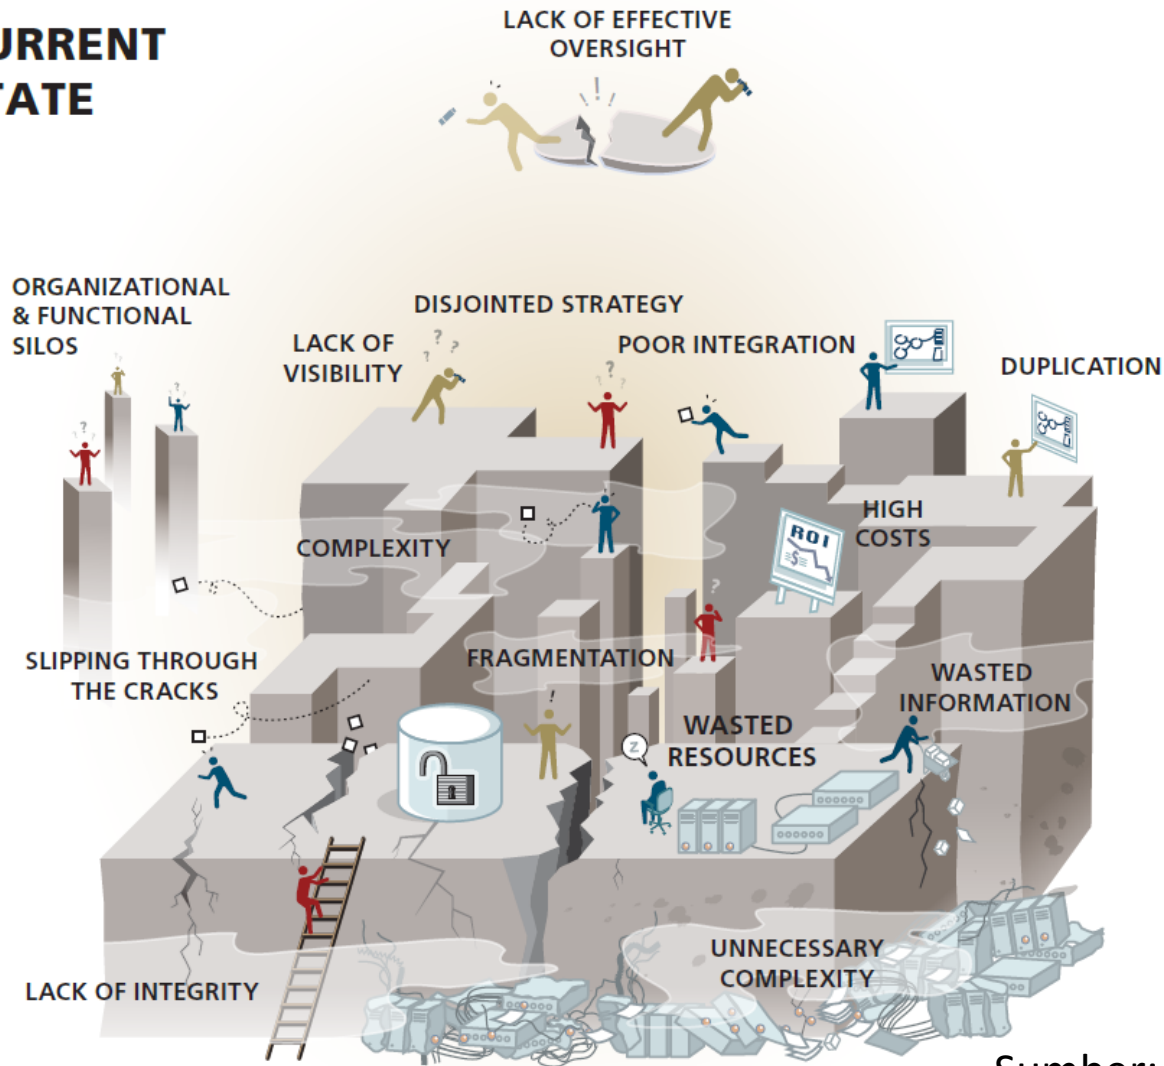 URRENT
TATE
LACK OF EFFECTIVE
OVERSIGHT
ORGANIZATIONAL
& FUNCTIONAL
SILOS
DISJOINTED STRATEGY
LACK OF
VISIBILITY
POOR INTEGRATION
DUPLICATION
HIGH
COSTS
ROI
$
COMPLEXITY
SLIPPING THROUGH
THE CRACKS
FRAGMENTATION
WASTED
INFORMATION
WASTED
RESOURCES
Z
UNNECESSARY
COMPLEXITY
LACK OF INTEGRITY